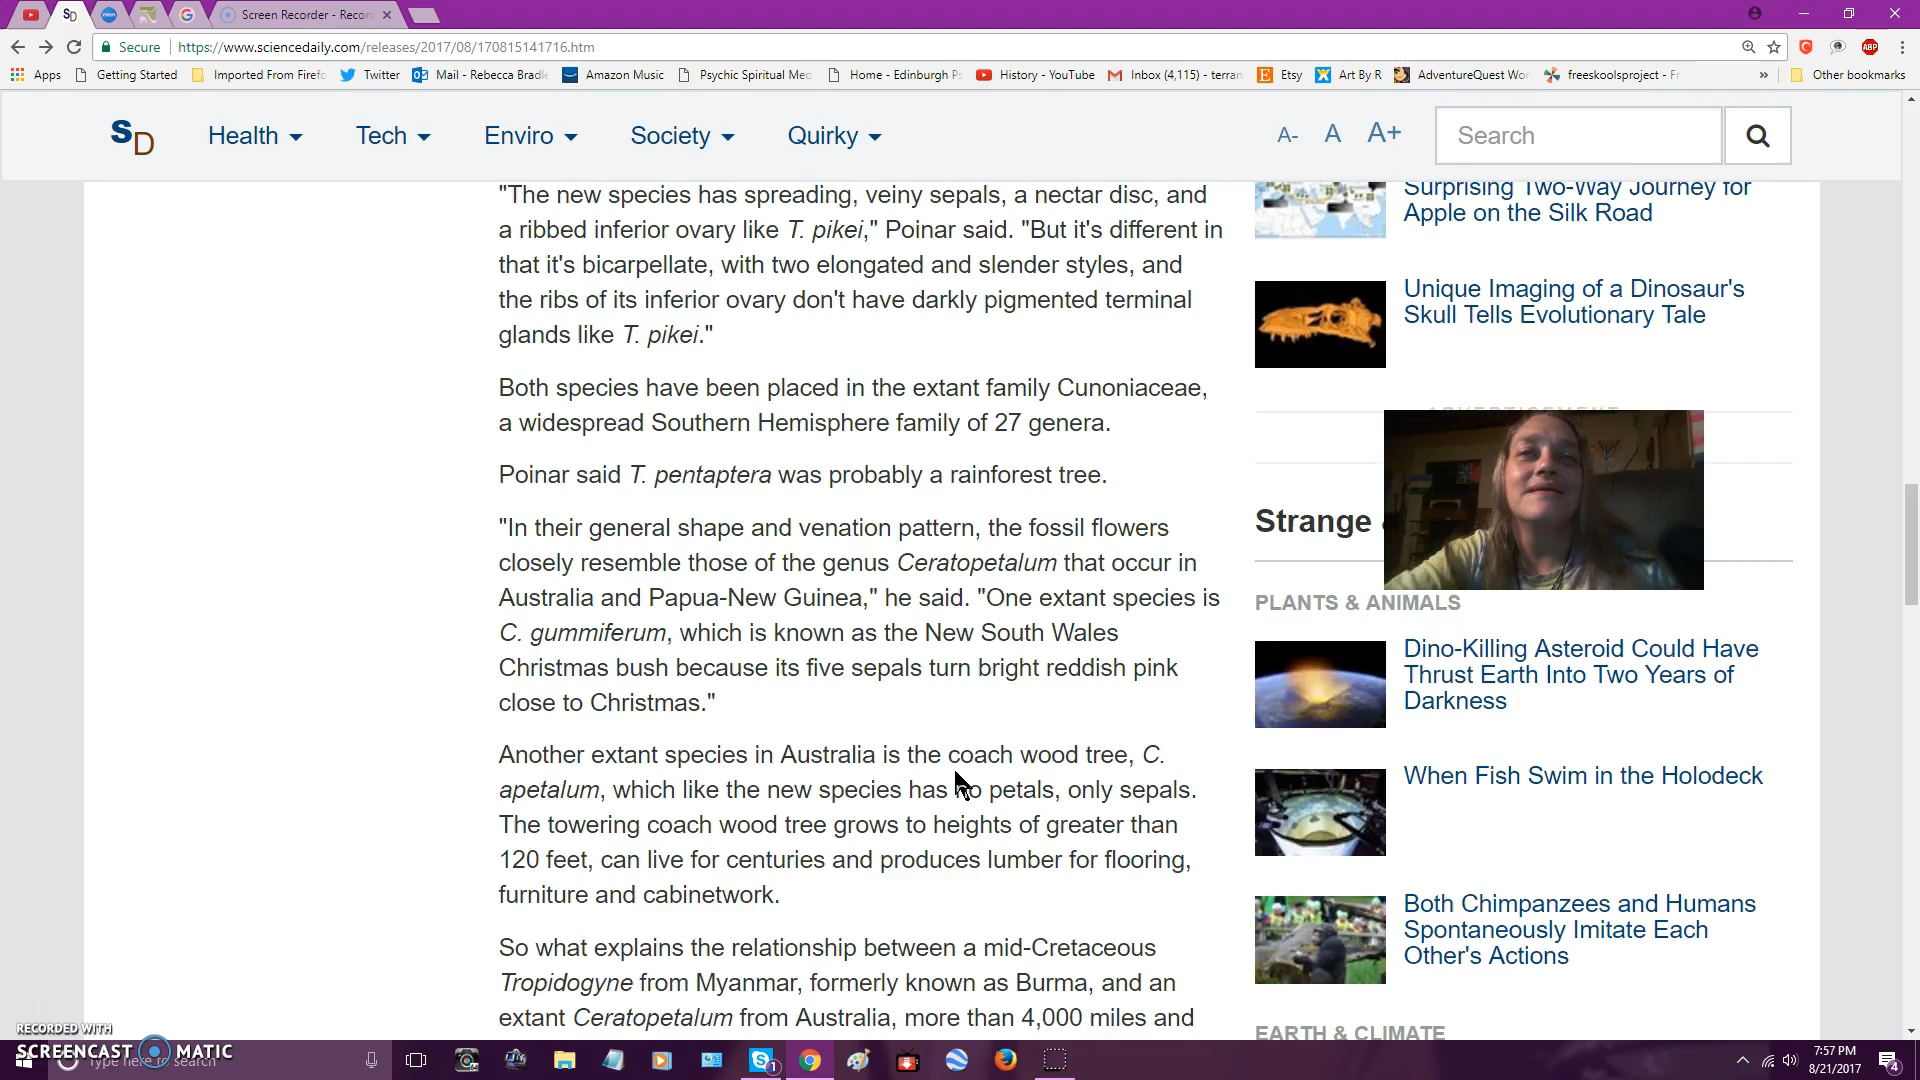 SD
Screen Recorder - Recor
Secure
https://www.sciencedaily.com/releases/2017/08/170815141716.htm
ABP
Apps
Getting Started
Imported From Firefo
Twitter
Mail - Rebecca Bradle
Amazon Music
Psychic Spiritual Med
Home - Edinburgh Ps
History - YouTube
Inbox (4,115) - terran
Etsy
Art By R
AdventureQuest Wor
freeskoolsproject - Fr
»
Other bookmarks
SD
Health
Tech
Enviro
Society
Quirky
A-
A
A+
Search
"The new species has spreading, veiny sepals, a nectar disc, and
a ribbed inferior ovary like T. pikei," Poinar said. "But it's different in
that it's bicarpellate, with two elongated and slender styles, and
the ribs of its inferior ovary don't have darkly pigmented terminal
glands like T. pikei."
Both species have been placed in the extant family Cunoniaceae,
a widespread Southern Hemisphere family of 27 genera.
Poinar said T. pentaptera was probably a rainforest tree.
"In their general shape and venation pattern, the fossil flowers
closely resemble those of the genus Ceratopetalum that occur in
Australia and Papua-New Guinea," he said. "One extant species is
C. gummiferum, which is known as the New South Wales
Christmas bush because its five sepals turn bright reddish pink
close to Christmas."
Another extant species in Australia is the coach wood tree, C.
apetalum, which like the new species has no petals, only sepals.
The towering coach wood tree grows to heights of greater than
120 feet, can live for centuries and produces lumber for flooring,
furniture and cabinetwork.
So what explains the relationship between a mid-Cretaceous
Tropidogyne from Myanmar, formerly known as Burma, and an
extant Ceratopetalum from Australia, more than 4,000 miles and
Surprising Two-Way Journey for
Apple on the Silk Road
Unique Imaging of a Dinosaur's
Skull Tells Evolutionary Tale
ADVERTISEMENT
Strange
PLANTS & ANIMALS
Dino-Killing Asteroid Could Have
Thrust Earth Into Two Years of
Darkness
When Fish Swim in the Holodeck
Both Chimpanzees and Humans
Spontaneously Imitate Each
Other's Actions
EARTH & CLIMATE
RECORDED WITH
SCREENCAST MATIC
Type here to search
1
7:57 PM
8/21/2017
4